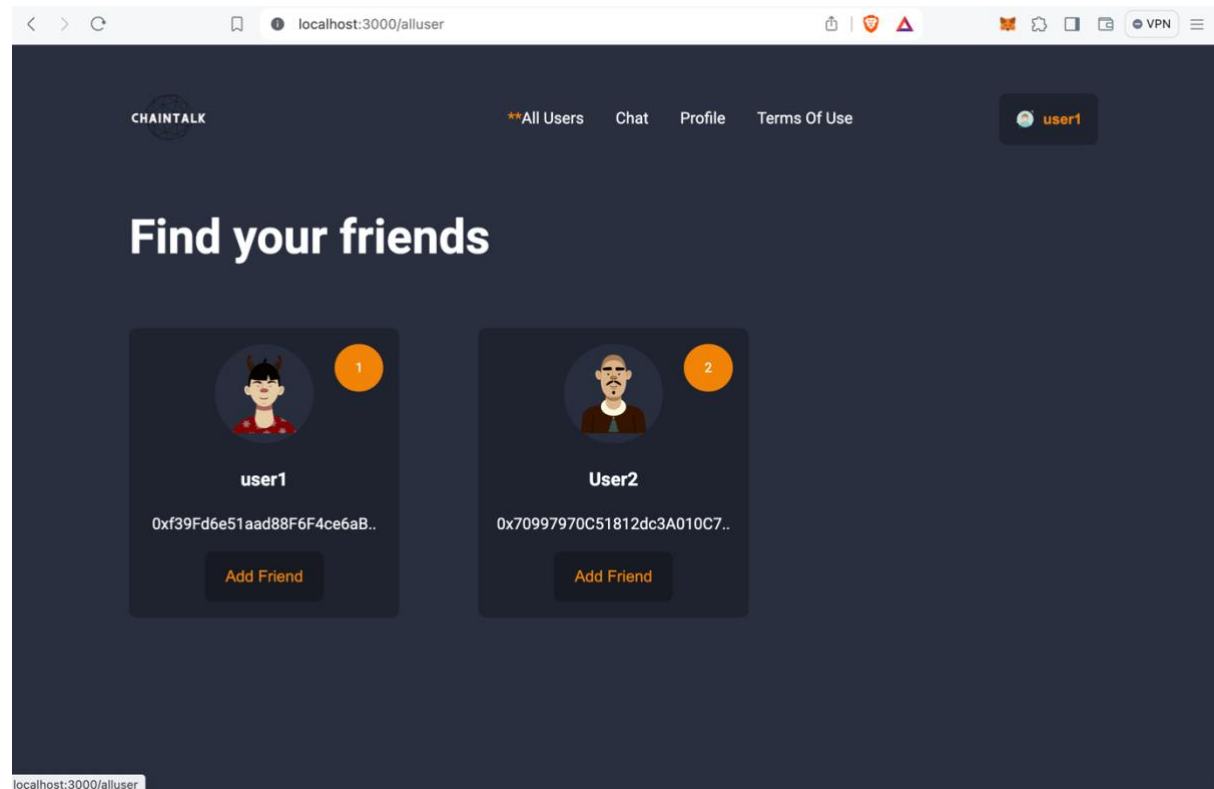 localhost:3000/alluser
VPN
CHAINTALK
**All Users Chat Profile Terms Of Use
user1
Find your friends
1
user1
0xf39Fd6e51aad88F6F4ce6aB..
Add Friend
2
User2
0x70997970C51812dc3A010C7..
Add Friend
localhost:3000/alluser